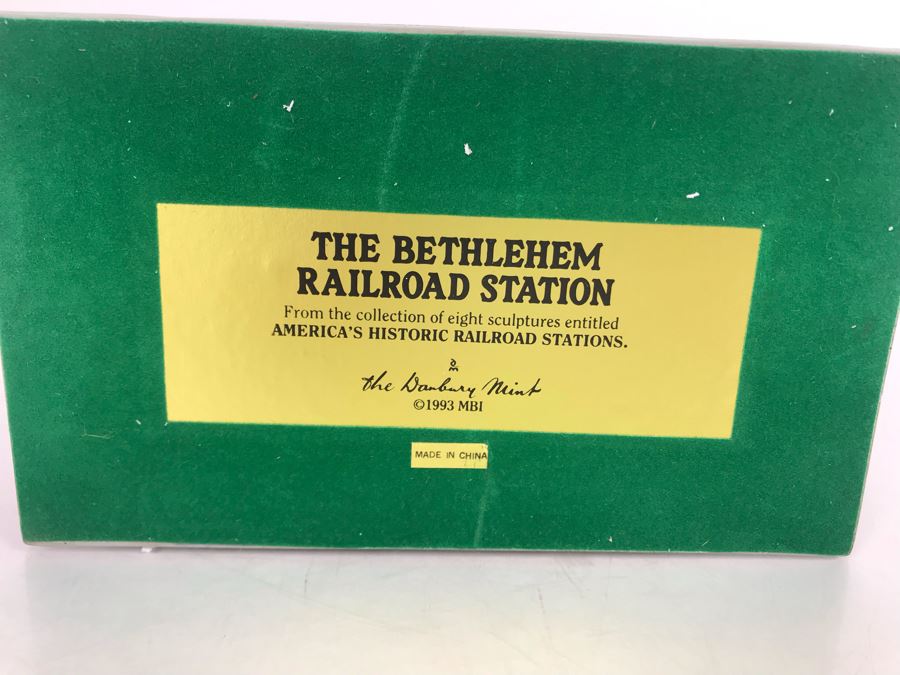 THE BETHLEHEM
RAILROAD STATION
From the collection of eight sculptures entitled
AMERICA'S HISTORIC RAILROAD STATIONS.
DM
the Danbury Mint
©1993 MBI
MADE IN CHINA